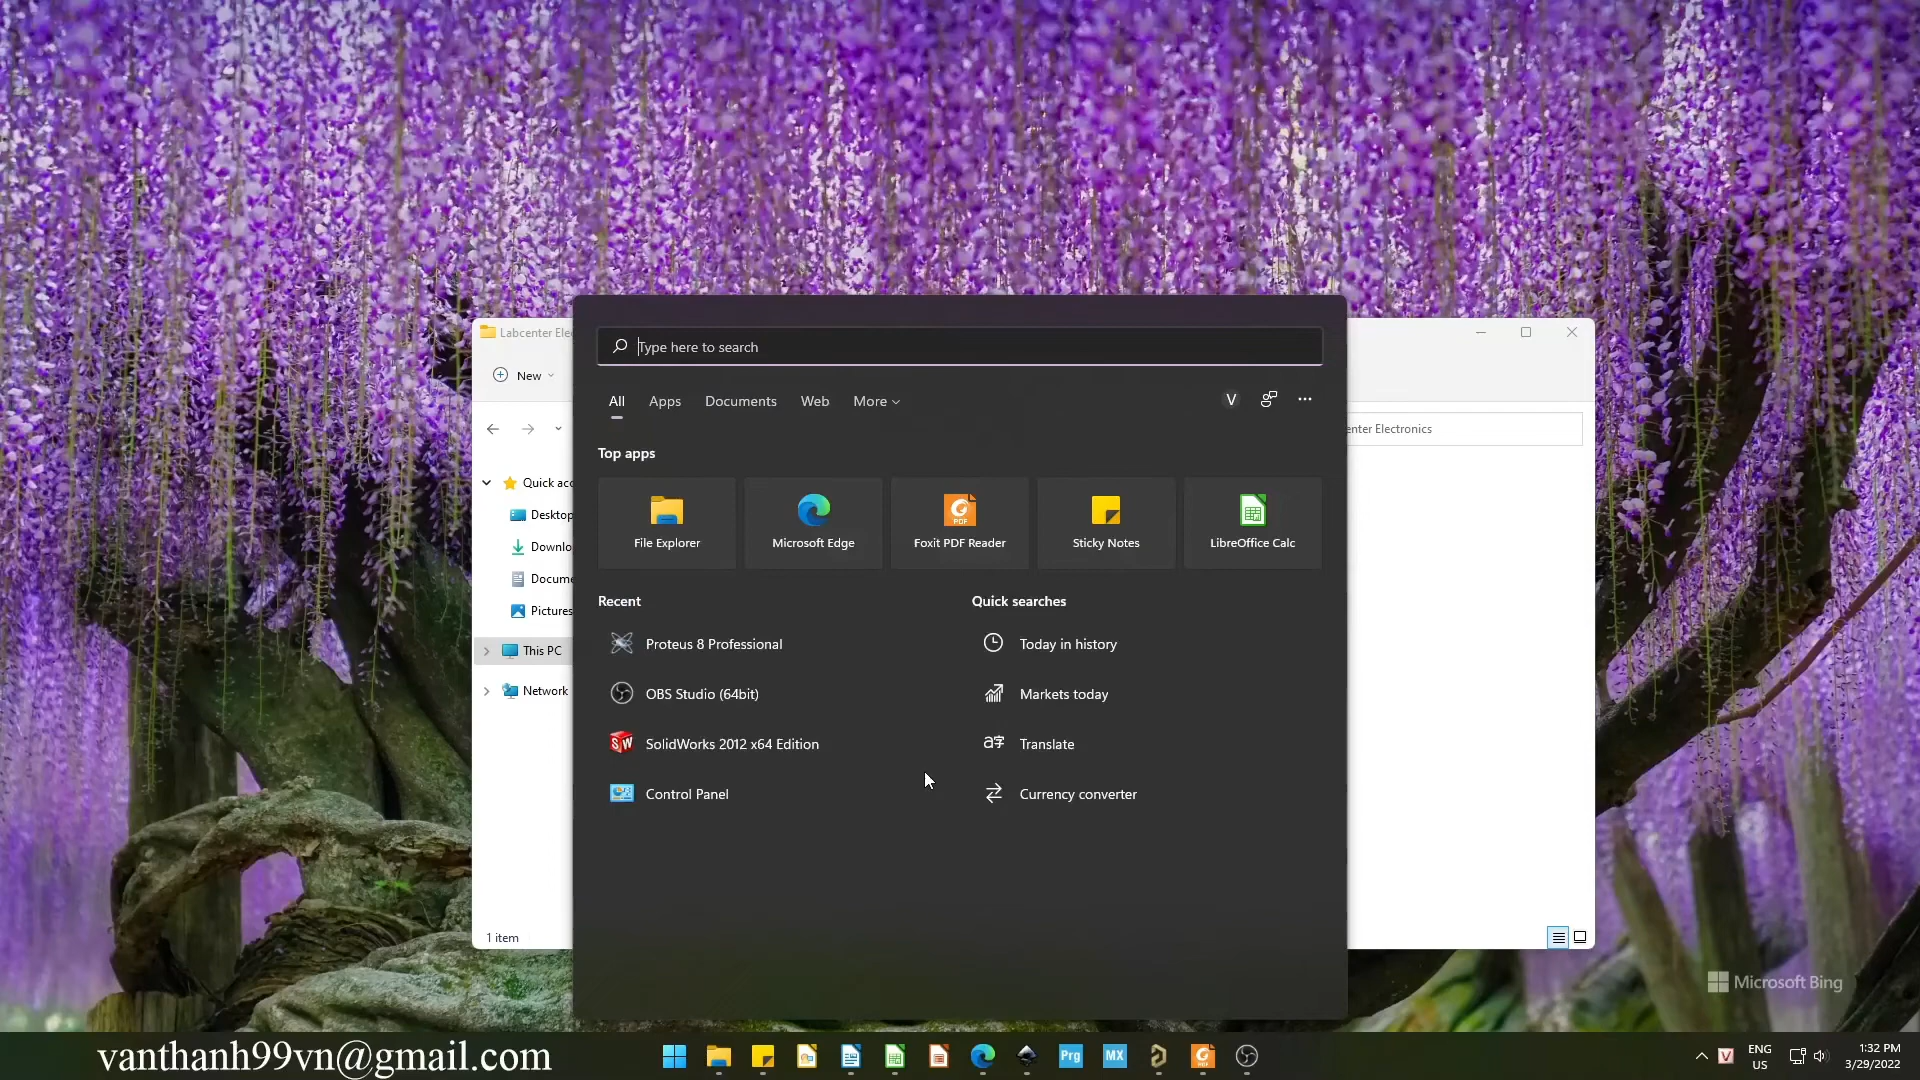 Labcenter Ele
Type here to search
New
All Apps Documents Web More
V
enter Electronics
Top apps
Quick acc
Desktop
Downlo
Docume
Pictures
This PC
Network
File Explorer
Microsoft Edge
PDF
Foxit PDF Reader
Sticky Notes
LibreOffice Calc
Recent
Quick searches
Proteus 8 Professional
Today in history
OBS Studio (64bit)
Markets today
SW
SolidWorks 2012 x64 Edition
Translate
Control Panel
Currency converter
1 item
Microsoft Bing
vanthanh99vn@gmail.com
Prg
MX
V
ENG
US
1:32 PM
3/29/2022